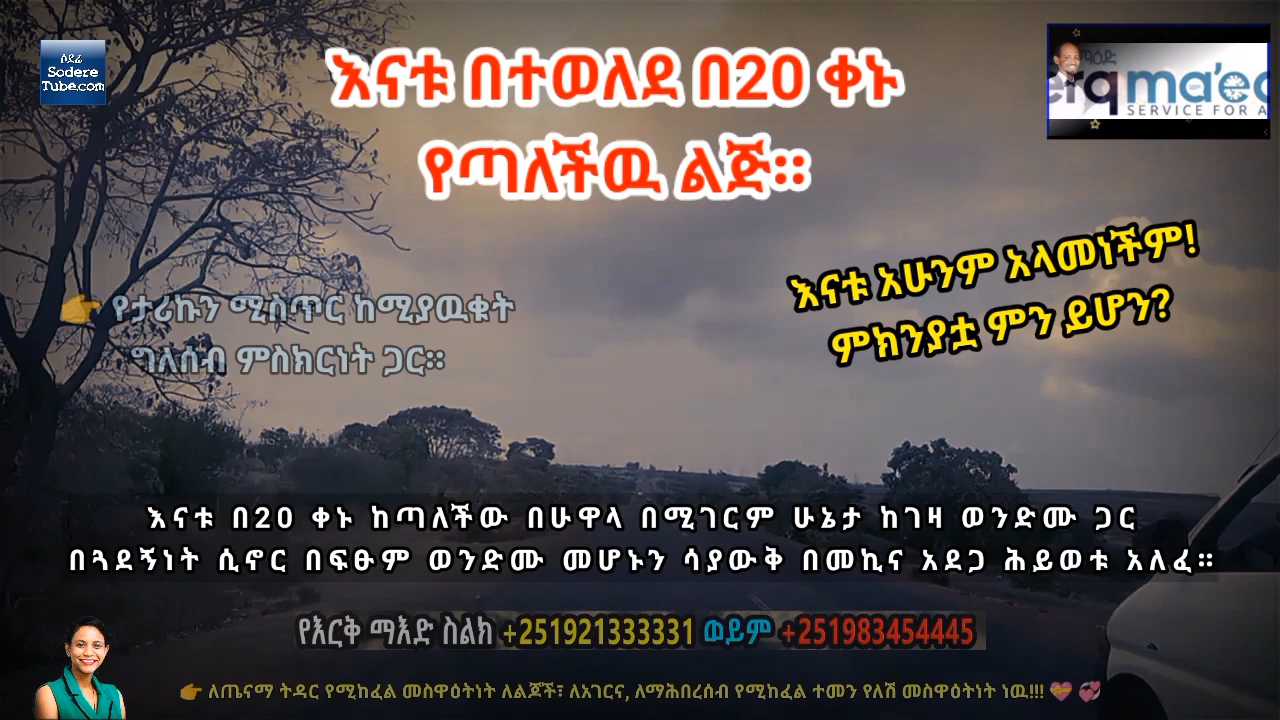 ሶደሬ
Sodere
Tube.com
እናቱ በተወለደ በ20 ቀኑ
የጣለችዉ ልጅ።
erq ma'ed
SERVICE FOR A
እናቱ አሁንም አላመነችም!
ምክንያቷ ምን ይሆን?
👉 የታሪኩን ሚስጥር ከሚያዉቁት
ግለሰብ ምስክርነት ጋር።
እናቱ በ20 ቀኑ ከጣለችው በሁዋላ በሚገርም ሁኔታ ከገዛ ወንድሙ ጋር
በጓደኝነት ሲኖር በፍፁም ወንድሙ መሆኑን ሳያውቅ በመኪና አደጋ ሕይወቱ አለፈ።
የእርቅ ማእድ ስልክ +251921333331 ወይም +251983454445
👉 ለጤናማ ትዳር የሚከፈል መስዋዕትነት ለልጆች፣ ለአገርና, ለማሕበረሰብ የሚከፈል ተመን የለሽ መስዋዕትነት ነዉ!!! 💝 💞